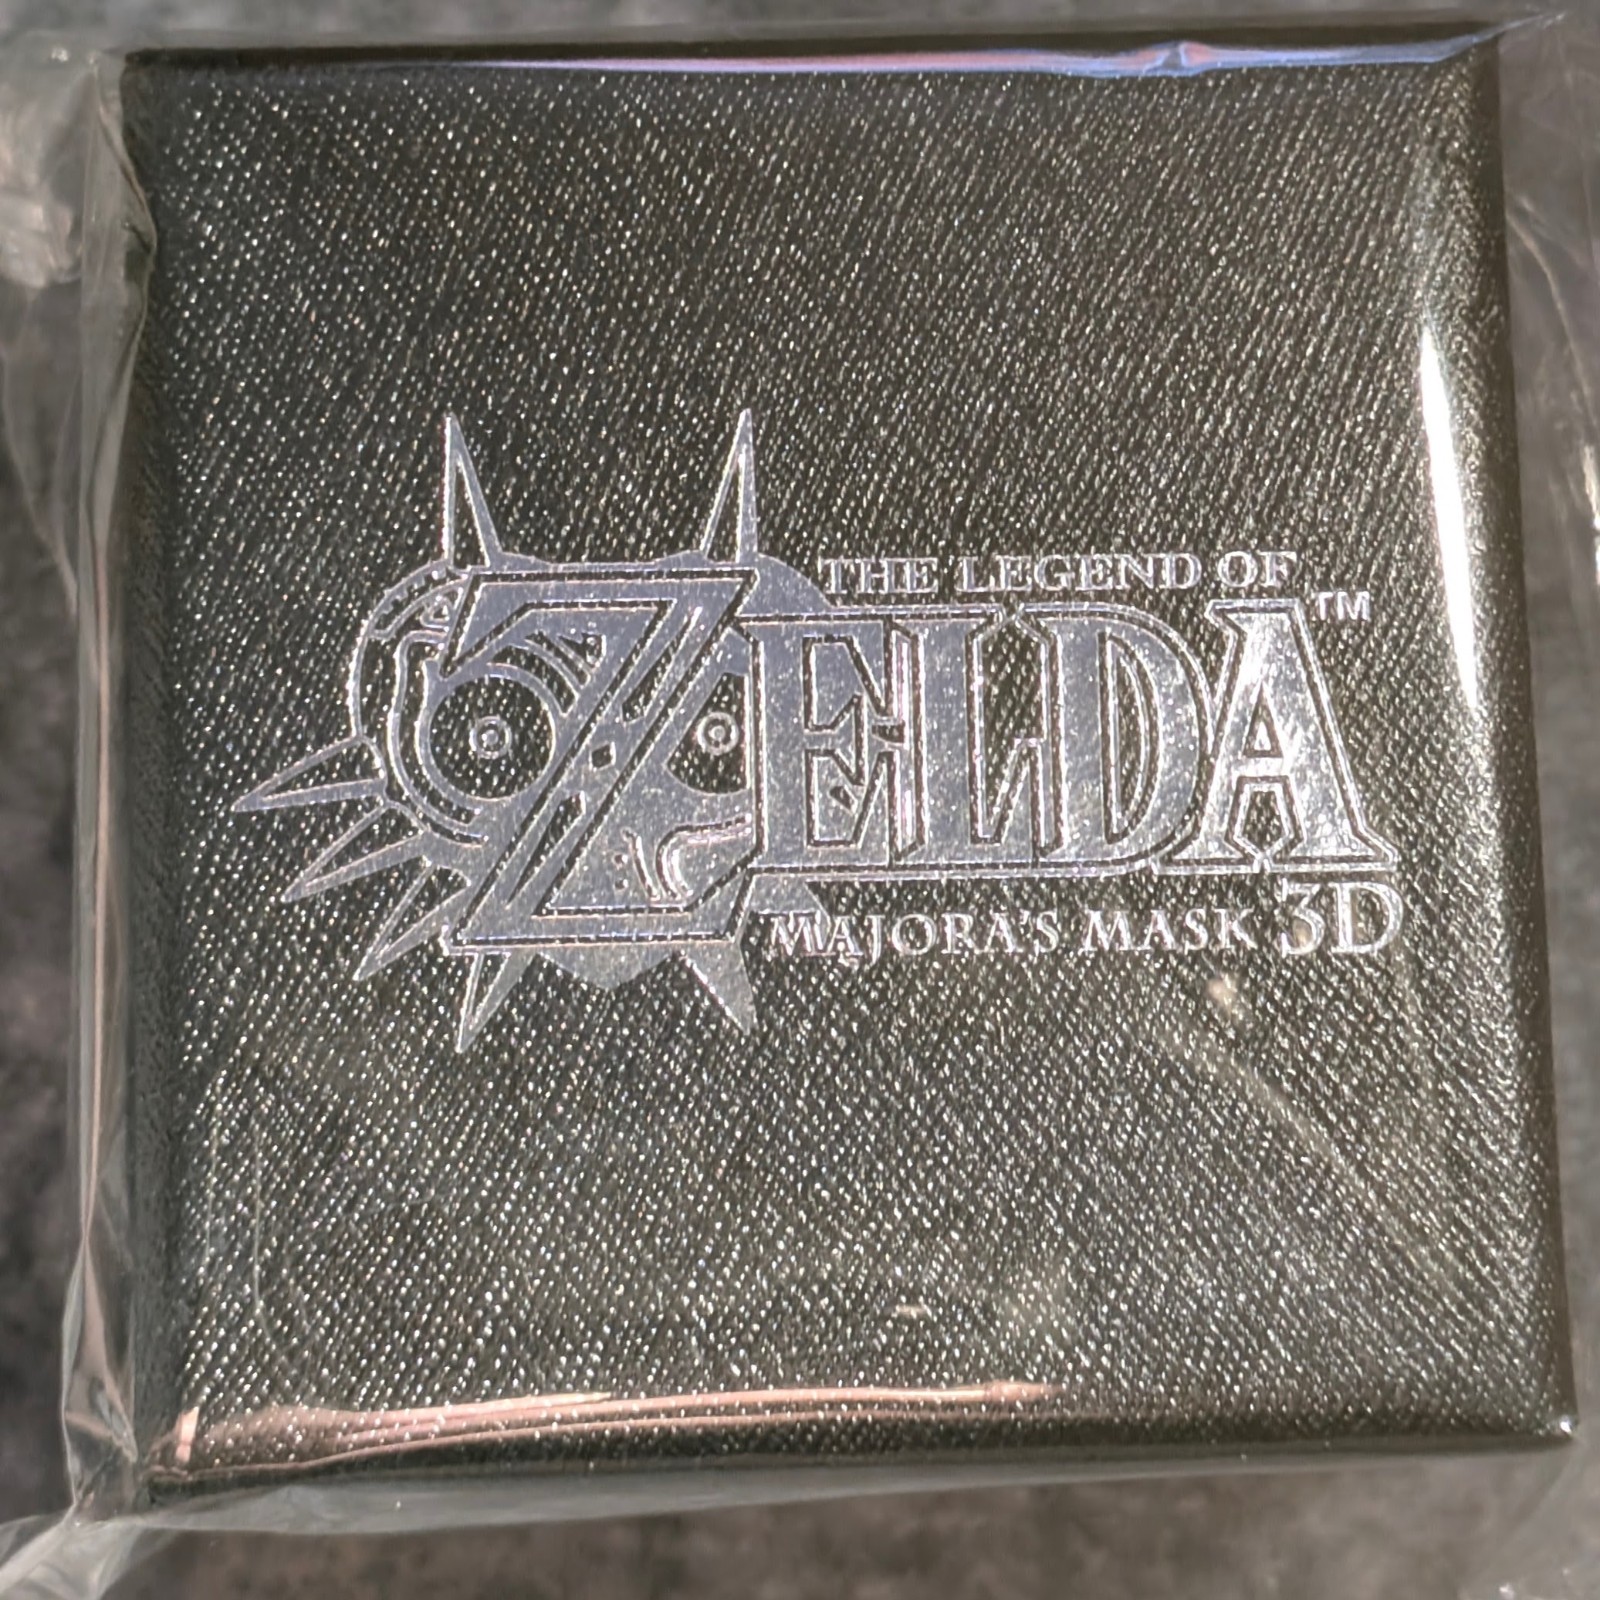 THE LEGEND OF
ZELDA™
MAJORA'S MASK 3D